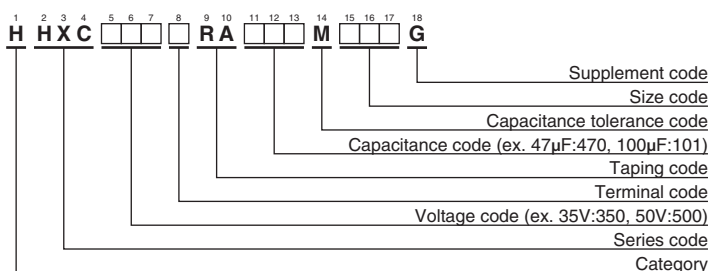 1 2 3 4 5 6 7 8 9 10 11 12 13 14 15 16 17 18
H HXC □□□ □ RA □□□ M □□□ G
Supplement code
Size code
Capacitance tolerance code
Capacitance code (ex. 47µF:470, 100µF:101)
Taping code
Terminal code
Voltage code (ex. 35V:350, 50V:500)
Series code
Category